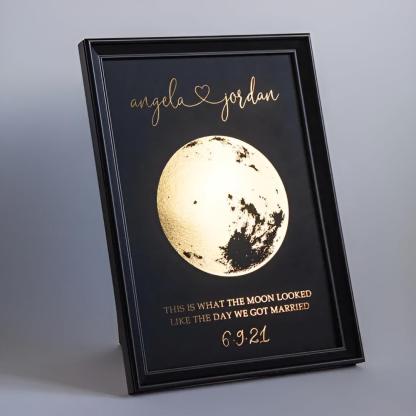 angela ♡ jordan
THIS IS WHAT THE MOON LOOKED
LIKE THE DAY WE GOT MARRIED
6.9.21